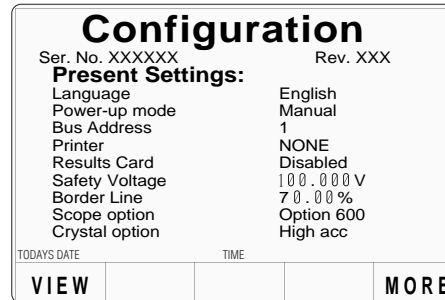 Configuration
Ser. No. XXXXXX Rev. XXX
Present Settings:
Language English
Power-up mode Manual
Bus Address 1
Printer NONE
Results Card Disabled
Safety Voltage 100.000V
Border Line 70.00%
Scope option Option 600
Crystal option High acc
TODAYS DATE TIME
VIEW MORE